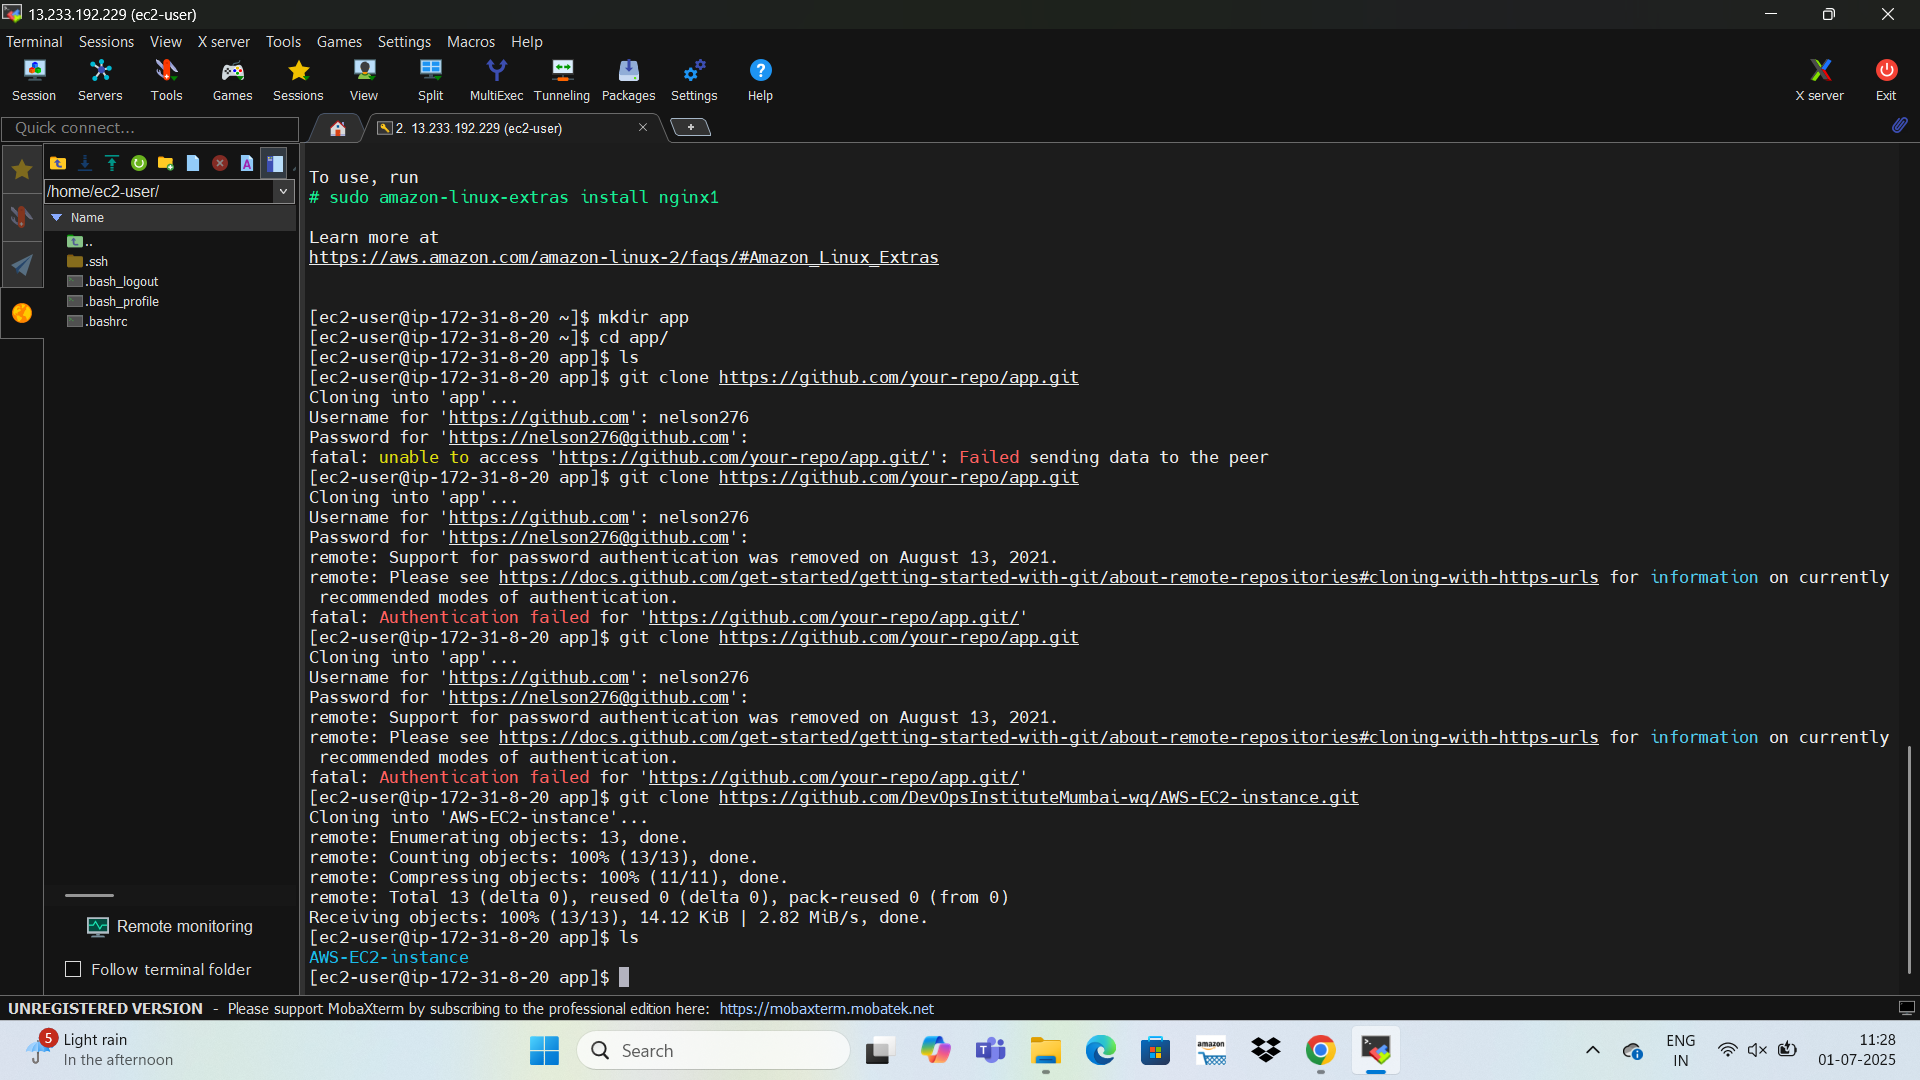 13.233.192.229 (ec2-user)
Terminal Sessions View X server Tools Games Settings Macros Help
Session Servers Tools Games Sessions View Split MultiExec Tunneling Packages Settings Help X server Exit
Quick connect...
2. 13.233.192.229 (ec2-user)
/home/ec2-user/
Name
..
.ssh
.bash_logout
.bash_profile
.bashrc
Remote monitoring
Follow terminal folder
To use, run
# sudo amazon-linux-extras install nginx1
Learn more at
https://aws.amazon.com/amazon-linux-2/faqs/#Amazon_Linux_Extras
[ec2-user@ip-172-31-8-20 ~]$ mkdir app
[ec2-user@ip-172-31-8-20 ~]$ cd app/
[ec2-user@ip-172-31-8-20 app]$ ls
[ec2-user@ip-172-31-8-20 app]$ git clone https://github.com/your-repo/app.git
Cloning into 'app'...
Username for 'https://github.com': nelson276
Password for 'https://nelson276@github.com':
fatal: unable to access 'https://github.com/your-repo/app.git/': Failed sending data to the peer
[ec2-user@ip-172-31-8-20 app]$ git clone https://github.com/your-repo/app.git
Cloning into 'app'...
Username for 'https://github.com': nelson276
Password for 'https://nelson276@github.com':
remote: Support for password authentication was removed on August 13, 2021.
remote: Please see https://docs.github.com/get-started/getting-started-with-git/about-remote-repositories#cloning-with-https-urls for information on currently
recommended modes of authentication.
fatal: Authentication failed for 'https://github.com/your-repo/app.git/'
[ec2-user@ip-172-31-8-20 app]$ git clone https://github.com/your-repo/app.git
Cloning into 'app'...
Username for 'https://github.com': nelson276
Password for 'https://nelson276@github.com':
remote: Support for password authentication was removed on August 13, 2021.
remote: Please see https://docs.github.com/get-started/getting-started-with-git/about-remote-repositories#cloning-with-https-urls for information on currently
recommended modes of authentication.
fatal: Authentication failed for 'https://github.com/your-repo/app.git/'
[ec2-user@ip-172-31-8-20 app]$ git clone https://github.com/DevOpsInstituteMumbai-wq/AWS-EC2-instance.git
Cloning into 'AWS-EC2-instance'...
remote: Enumerating objects: 13, done.
remote: Counting objects: 100% (13/13), done.
remote: Compressing objects: 100% (11/11), done.
remote: Total 13 (delta 0), reused 0 (delta 0), pack-reused 0 (from 0)
Receiving objects: 100% (13/13), 14.12 KiB | 2.82 MiB/s, done.
[ec2-user@ip-172-31-8-20 app]$ ls
AWS-EC2-instance
[ec2-user@ip-172-31-8-20 app]$
UNREGISTERED VERSION - Please support MobaXterm by subscribing to the professional edition here: https://mobaxterm.mobatek.net
5
Light rain
In the afternoon
Search
amazon
ENG
IN
11:28
01-07-2025